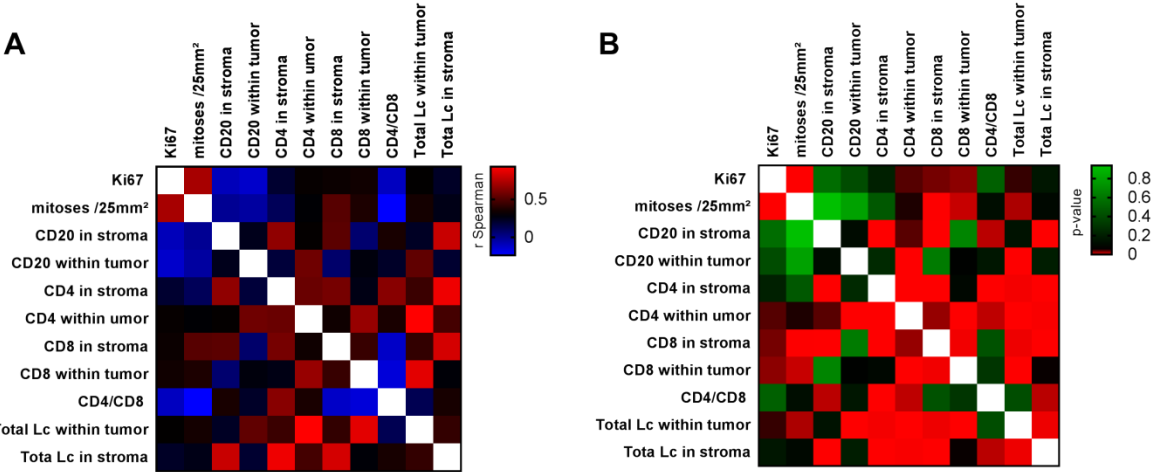 A
Ki67
mitoses /25mm²
CD20 in stroma
CD20 within tumor
CD4 in stroma
CD4 within umor
CD8 in stroma
CD8 within tumor
CD4/CD8
Total Lc within tumor
Tota Lc in stroma
Ki67
mitoses /25mm²
CD20 in stroma
CD20 within tumor
CD4 in stroma
CD4 within umor
CD8 in stroma
CD8 within tumor
CD4/CD8
Total Lc within tumor
Tota Lc in stroma
r Spearman
0.5
0
B
Ki67
mitoses /25mm²
CD20 in stroma
CD20 within tumor
CD4 in stroma
CD4 within tumor
CD8 in stroma
CD8 within tumor
CD4/CD8
Total Lc within tumor
Tota Lc in stroma
Ki67
mitoses /25mm²
CD20 in stroma
CD20 within tumor
CD4 in stroma
CD4 within umor
CD8 in stroma
CD8 within tumor
CD4/CD8
Total Lc within tumor
Tota Lc in stroma
p-value
0.8
0.6
0.4
0.2
0